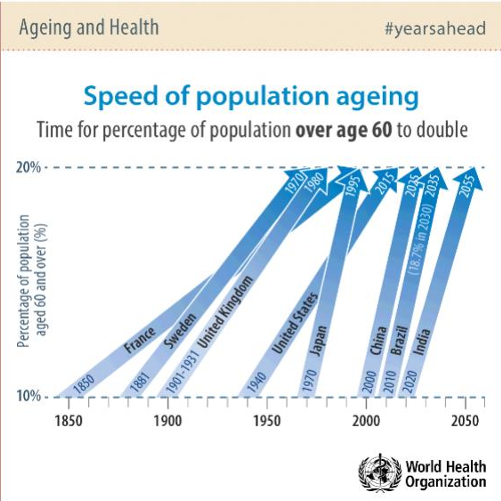 Ageing and Health
#yearsahead
Speed of population ageing
Time for percentage of population over age 60 to double
20%
Percentage of population
aged 60 and over (%)
10%
1970
1980
1995
2015
2025
2035
2055
(18.7% in 2030)
France
Sweden
United Kingdom
United States
Japan
China
Brazil
India
1850
1881
1901-1931
1940
1970
2000
2010
2020
1850
1900
1950
2000
2050
World Health
Organization